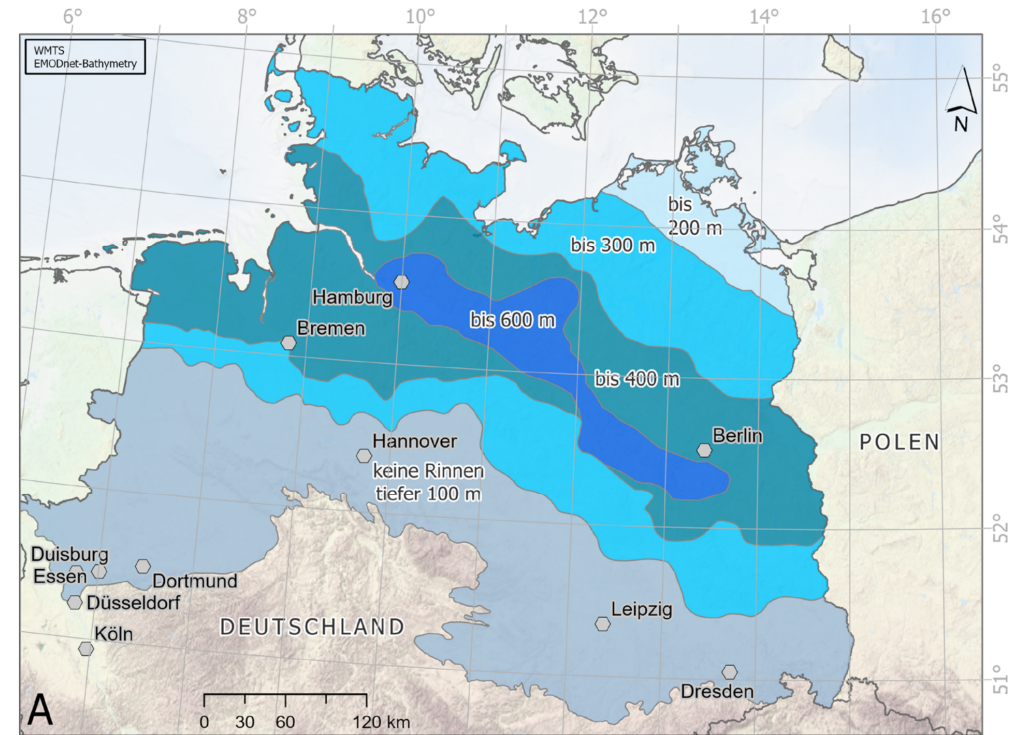 6° 8° 10° 12° 14° 16°
WMTS
EMODnet-Bathymetry
55°
N
bis
200 m
54°
bis 300 m
Hamburg
bis 600 m
Bremen
53°
bis 400 m
Berlin
Hannover
POLEN
keine Rinnen
tiefer 100 m
52°
Duisburg
Essen
Dortmund
Düsseldorf
Leipzig
DEUTSCHLAND
Köln
51°
Dresden
A
0 30 60 120 km